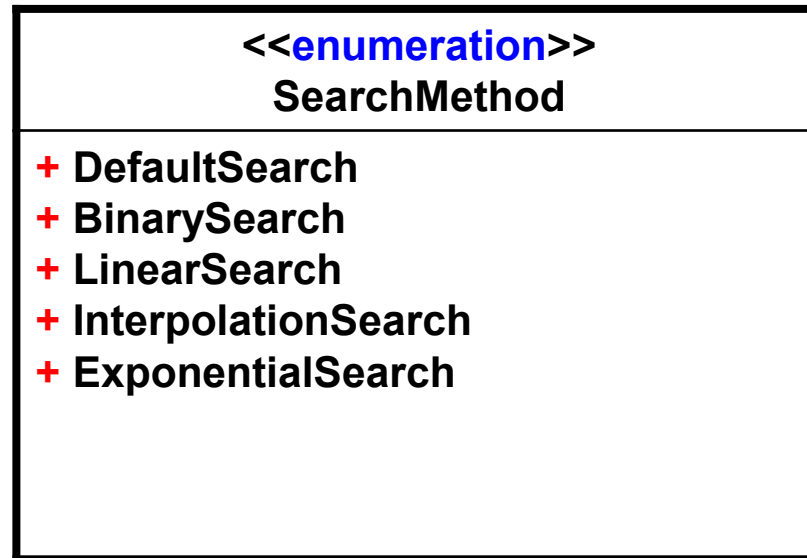 <<enumeration>>
SearchMethod
+ DefaultSearch
+ BinarySearch
+ LinearSearch
+ InterpolationSearch
+ ExponentialSearch